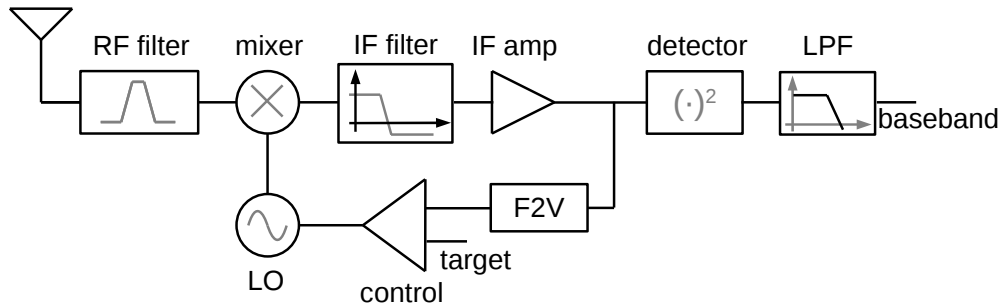 RF filter
mixer
IF filter
IF amp
detector
LPF
(·)²
baseband
F2V
target
LO
control